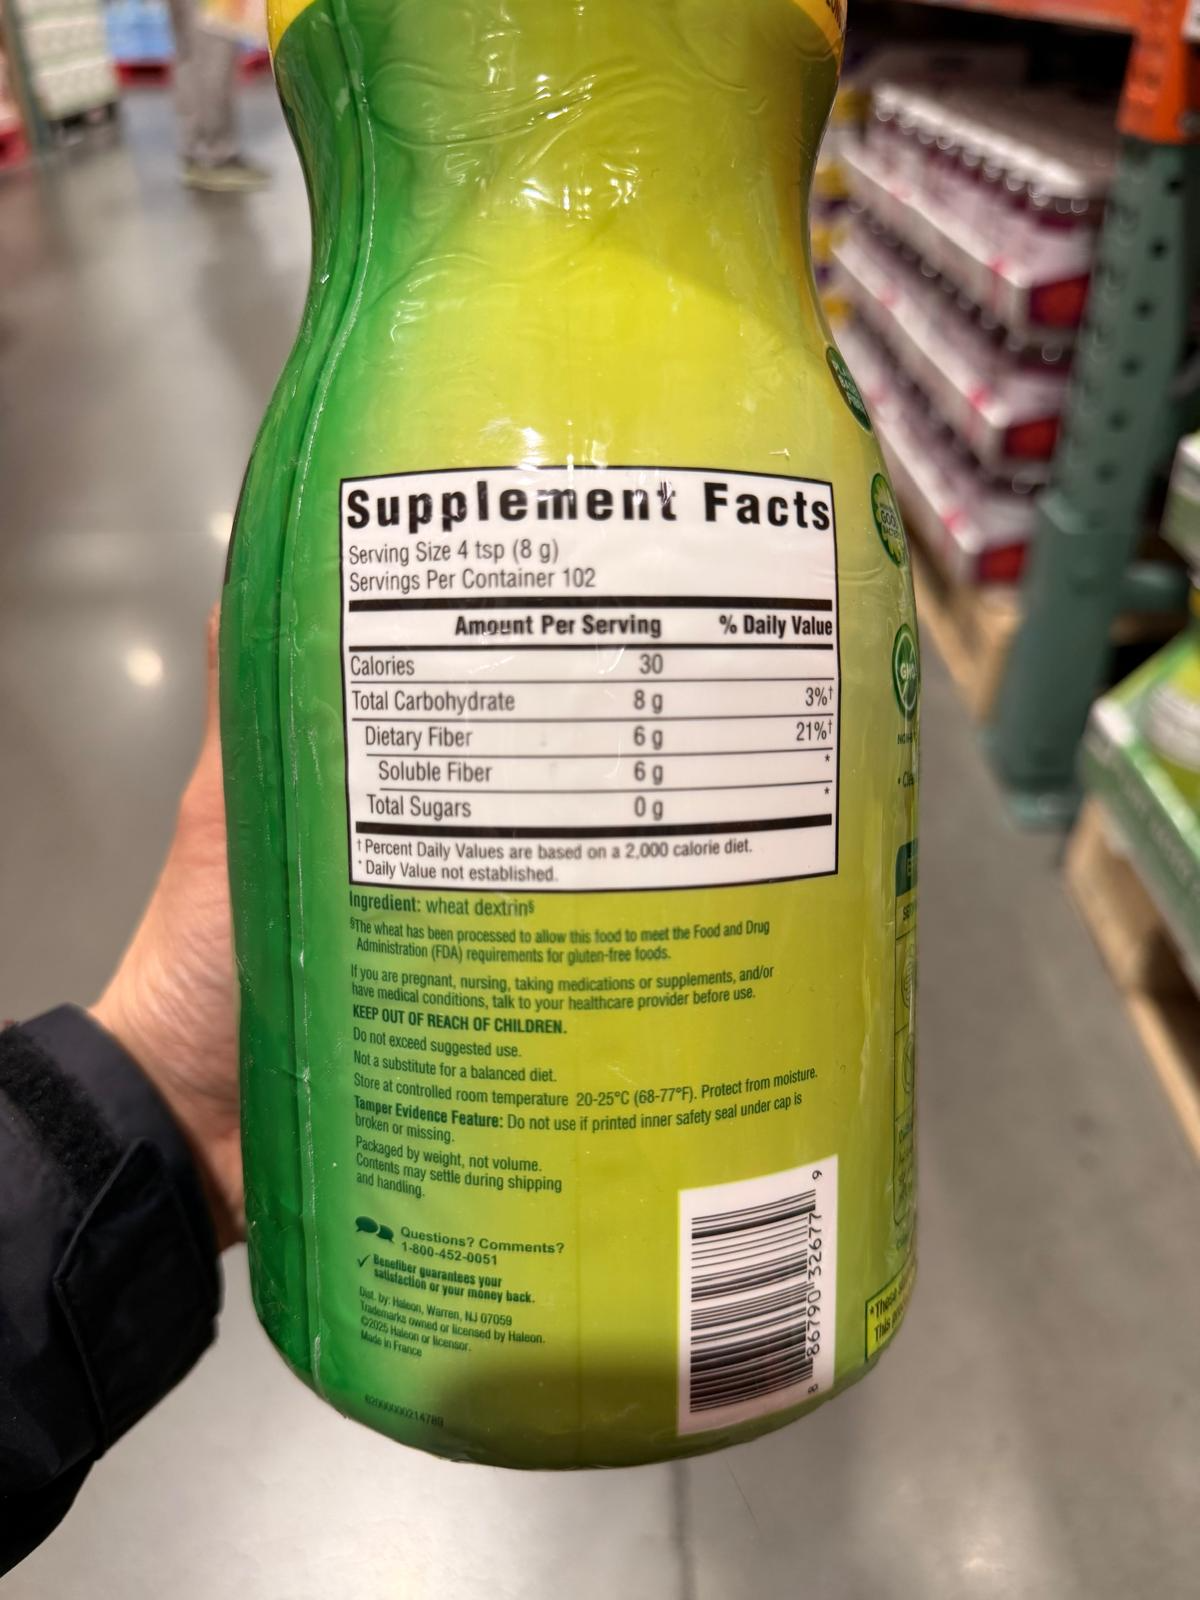 Supplement Facts
Serving Size 4 tsp (8 g)
Servings Per Container 102
Amount Per Serving % Daily Value
Calories 30
Total Carbohydrate 8 g 3%†
Dietary Fiber 6 g 21%†
Soluble Fiber 6 g *
Total Sugars 0 g *
† Percent Daily Values are based on a 2,000 calorie diet.
* Daily Value not established.
Ingredient: wheat dextrin§
§The wheat has been processed to allow this food to meet the Food and Drug
Administration (FDA) requirements for gluten-free foods.
If you are pregnant, nursing, taking medications or supplements, and/or
have medical conditions, talk to your healthcare provider before use.
KEEP OUT OF REACH OF CHILDREN.
Do not exceed suggested use.
Not a substitute for a balanced diet.
Store at controlled room temperature 20-25°C (68-77°F). Protect from moisture.
Tamper Evidence Feature: Do not use if printed inner safety seal under cap is
broken or missing.
Packaged by weight, not volume.
Contents may settle during shipping
and handling.
Questions? Comments?
1-800-452-0051
✓ Benefiber guarantees your
satisfaction or your money back.
Dist. by: Haleon, Warren, NJ 07059
Trademarks owned or licensed by Haleon.
©2025 Haleon or licensor.
Made in France
62000000214789
8 86790 32677 9
GOOD
GMO
*These
This